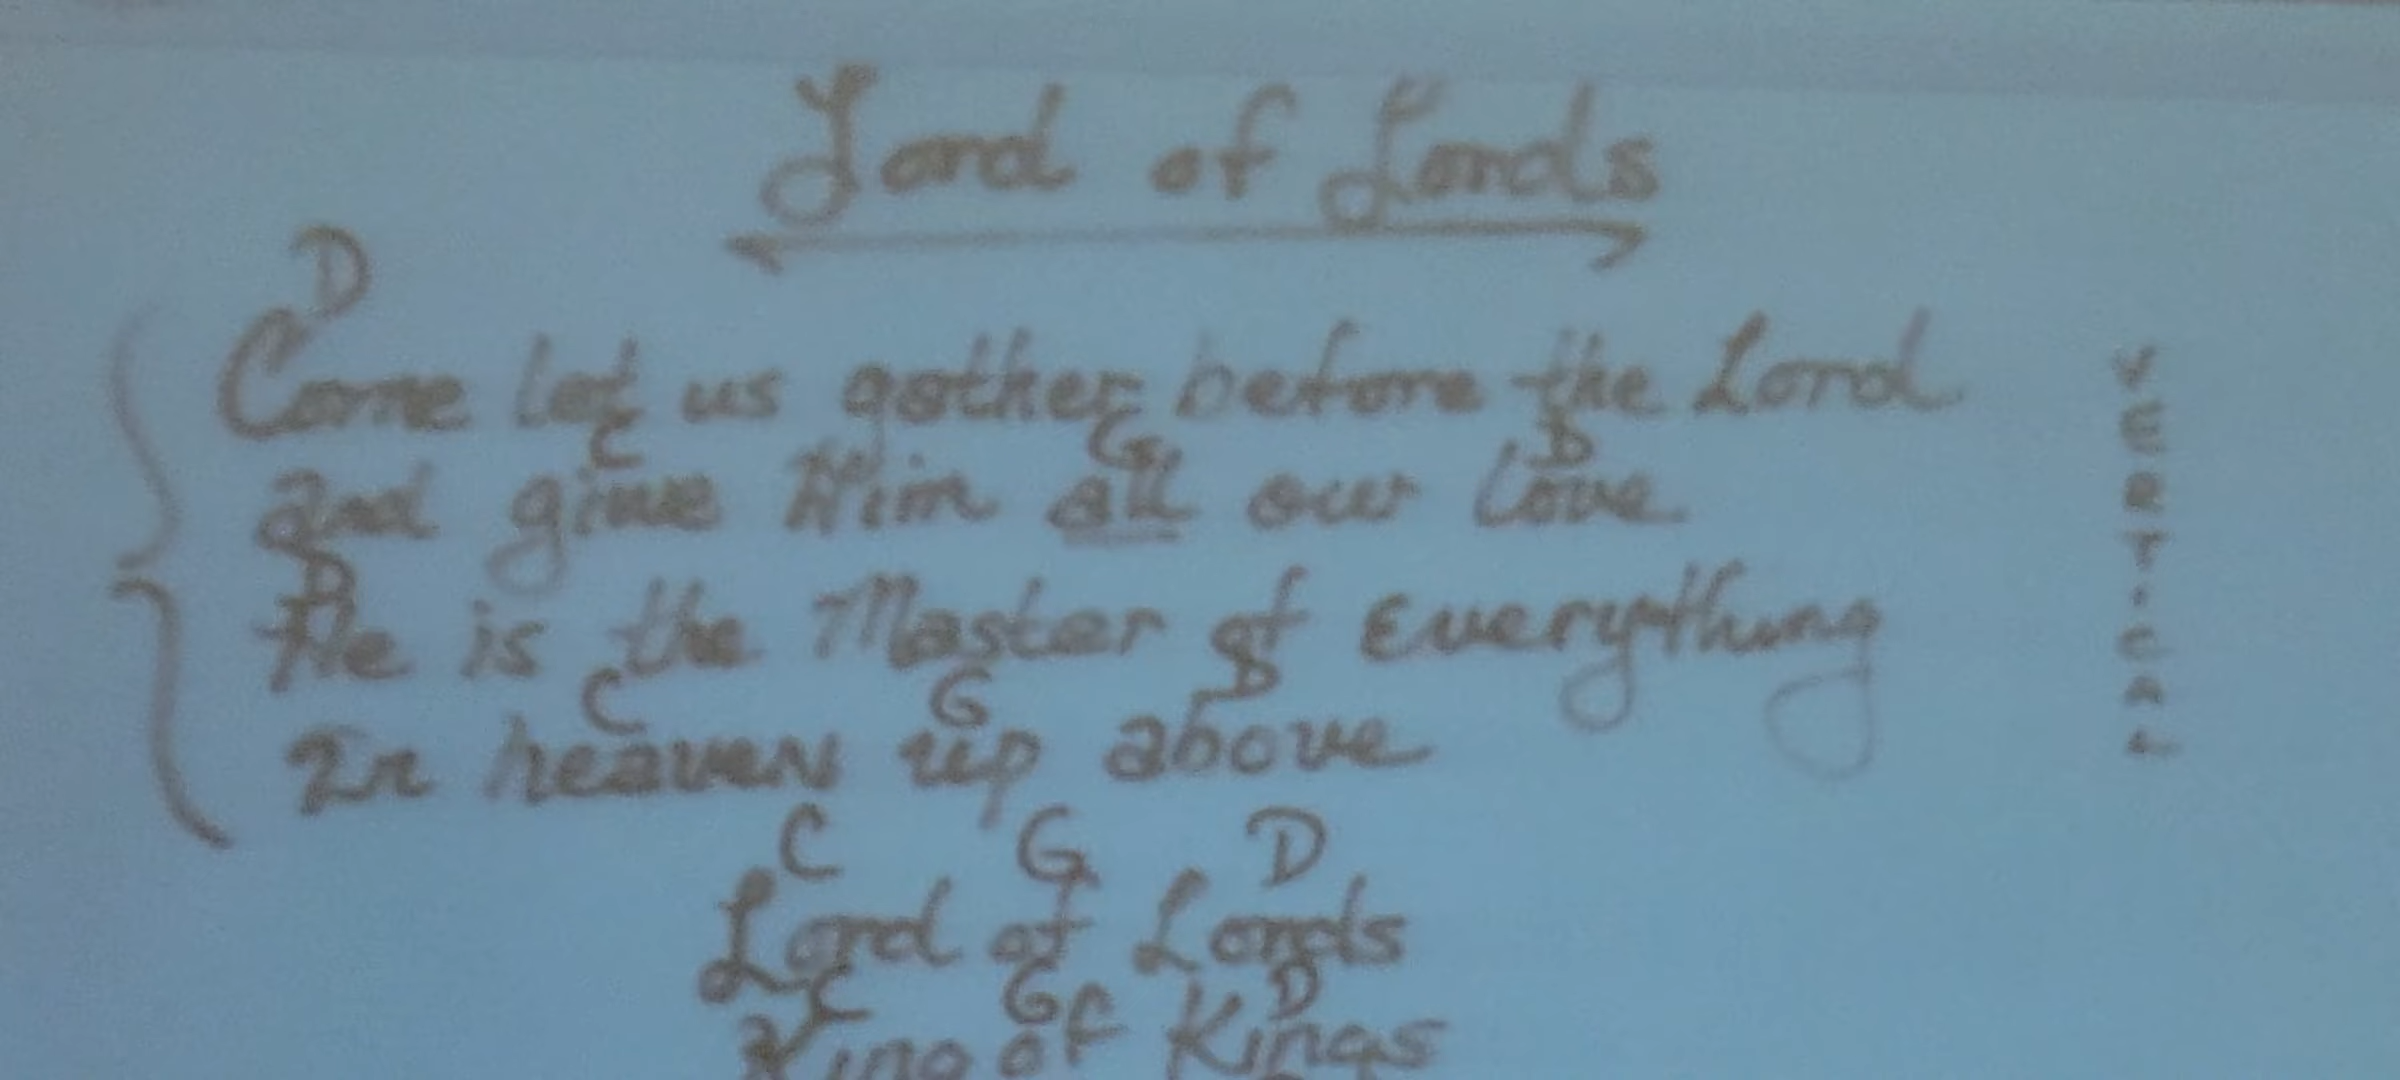 Lord of Lords
D
Come let us gather before the Lord
C G D
and give Him all our love
D
He is the Master of Everything
C G D
In heaven up above
C G D
Lord of Lords
C G D
King of Kings
VERTICAL